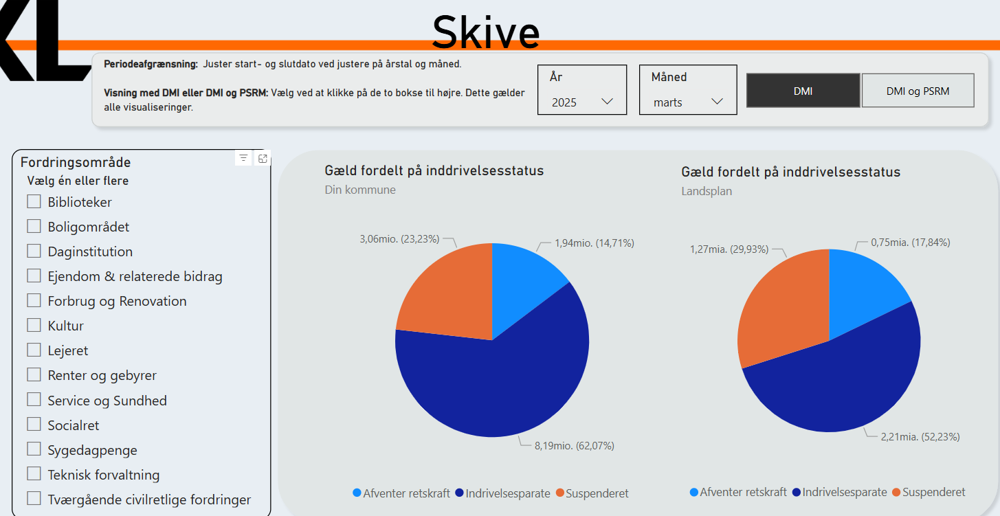 KL
Skive
Periodeafgrænsning: Juster start- og slutdato ved justere på årstal og måned.
Visning med DMI eller DMI og PSRM: Vælg ved at klikke på de to bokse til højre. Dette gælder
alle visualiseringer.
År
2025
Måned
marts
DMI
DMI og PSRM
Fordringsområde
Vælg én eller flere
Biblioteker
Boligområdet
Daginstitution
Ejendom & relaterede bidrag
Forbrug og Renovation
Kultur
Lejeret
Renter og gebyrer
Service og Sundhed
Socialret
Sygedagpenge
Teknisk forvaltning
Tværgående civilretlige fordringer
Gæld fordelt på inddrivelsesstatus
Din kommune
3,06mio. (23,23%)
1,94mio. (14,71%)
8,19mio. (62,07%)
Afventer retskraft Indrivelsesparate Suspenderet
Gæld fordelt på inddrivelsesstatus
Landsplan
1,27mia. (29,93%)
0,75mia. (17,84%)
2,21mia. (52,23%)
Afventer retskraft Indrivelsesparate Suspenderet